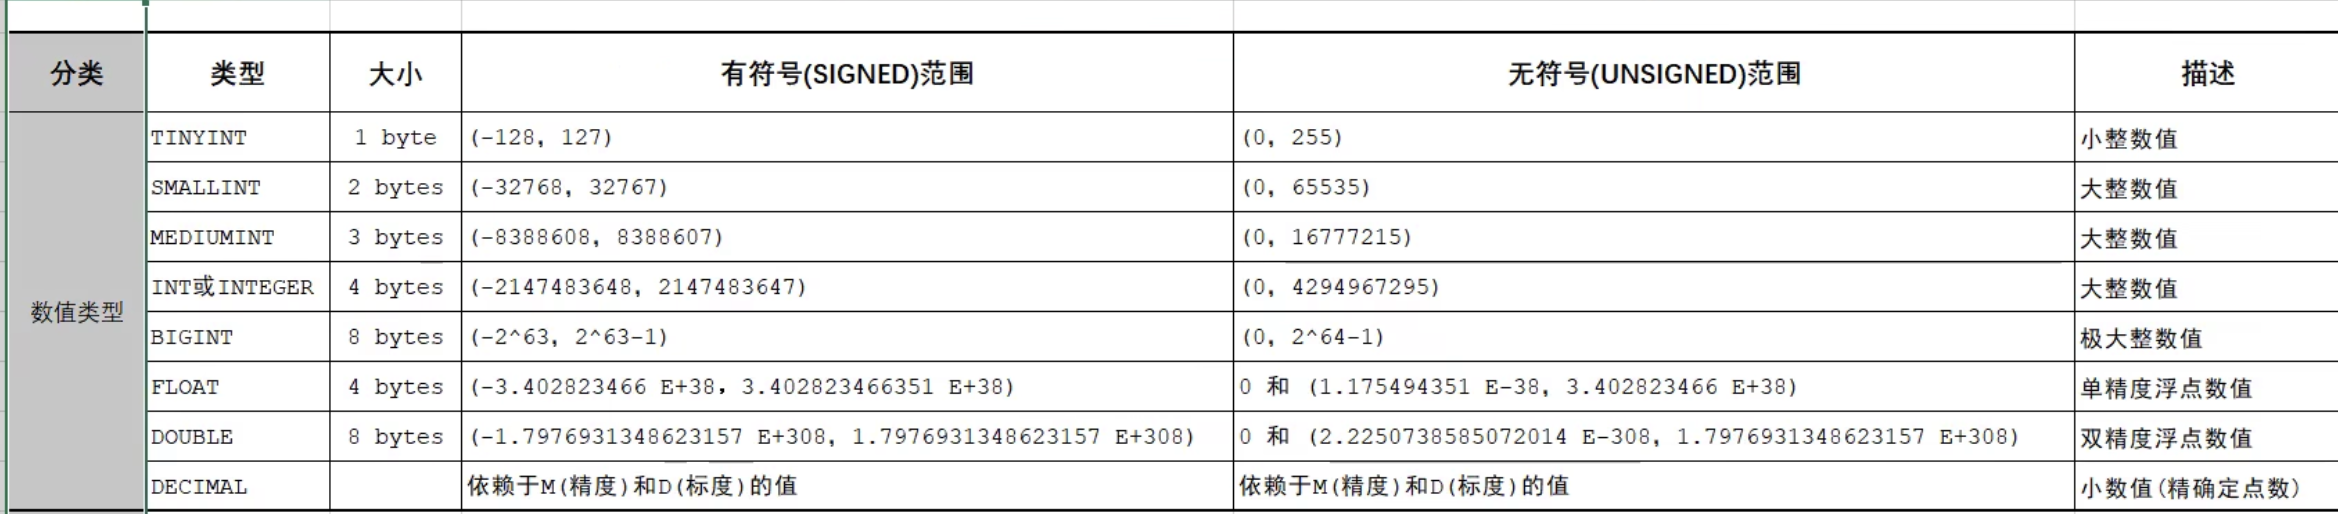 分类 类型 大小 有符号(SIGNED)范围 无符号(UNSIGNED)范围 描述
数值类型
TINYINT 1 byte (-128, 127) (0, 255) 小整数值
SMALLINT 2 bytes (-32768, 32767) (0, 65535) 大整数值
MEDIUMINT 3 bytes (-8388608, 8388607) (0, 16777215) 大整数值
INT或INTEGER 4 bytes (-2147483648, 2147483647) (0, 4294967295) 大整数值
BIGINT 8 bytes (-2^63, 2^63-1) (0, 2^64-1) 极大整数值
FLOAT 4 bytes (-3.402823466 E+38, 3.402823466351 E+38) 0 和 (1.175494351 E-38, 3.402823466 E+38) 单精度浮点数值
DOUBLE 8 bytes (-1.7976931348623157 E+308, 1.7976931348623157 E+308) 0 和 (2.2250738585072014 E-308, 1.7976931348623157 E+308) 双精度浮点数值
DECIMAL 依赖于M(精度)和D(标度)的值 依赖于M(精度)和D(标度)的值 小数值(精确定点数)